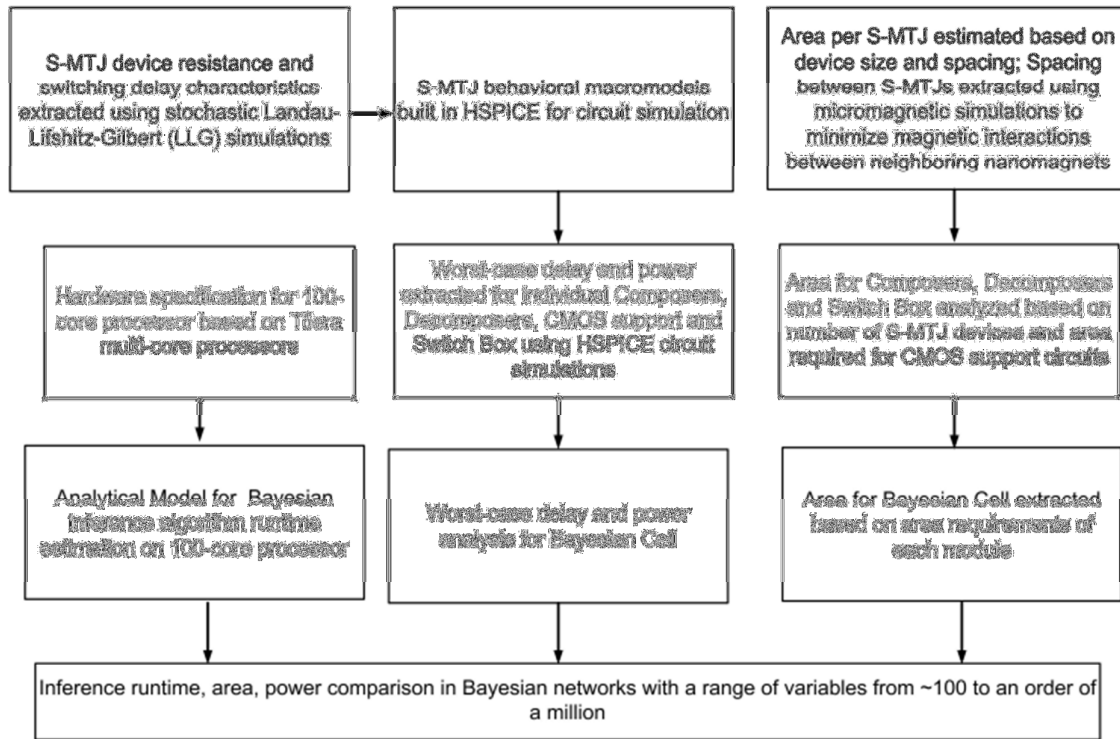 S-MTJ device resistance and
switching delay characteristics
extracted using stochastic Landau-
Lifshitz-Gilbert (LLG) simulations
S-MTJ behavioral macromodels
built in HSPICE for circuit simulation
Area per S-MTJ estimated based on
device size and spacing; Spacing
between S-MTJs extracted using
micromagnetic simulations to
minimize magnetic interactions
between neighboring nanomagnets
Hardware specification for 100-
core processor based on Tilera
multi-core processors
Worst-case delay and power
extracted for individual Composers,
Decomposers, CMOS support and
Switch Box using HSPICE circuit
simulations
Area for Composers, Decomposers
and Switch Box analyzed based on
number of S-MTJ devices and area
required for CMOS support circuits
Analytical Model for Bayesian
Inference algorithm runtime
estimation on 100-core processor
Worst-case delay and power
analysis for Bayesian Cell
Area for Bayesian Cell extracted
based on area requirements of
each module
Inference runtime, area, power comparison in Bayesian networks with a range of variables from ~100 to an order of
a million